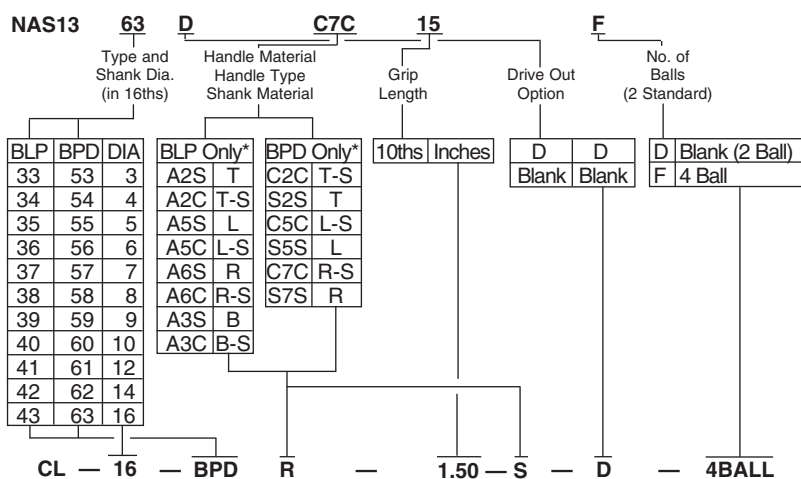 NAS13 63 D C7C 15 F
Type and Shank Dia. (in 16ths)
Handle Material Handle Type Shank Material
Grip Length
Drive Out Option
No. of Balls (2 Standard)
BLP BPD DIA
33 53 3
34 54 4
35 55 5
36 56 6
37 57 7
38 58 8
39 59 9
40 60 10
41 61 12
42 62 14
43 63 16
BLP Only*
A2S T
A2C T-S
A5S L
A5C L-S
A6S R
A6C R-S
A3S B
A3C B-S
BPD Only*
C2C T-S
S2S T
C5C L-S
S5S L
C7C R-S
S7S R
10ths Inches
D D
Blank Blank
D Blank (2 Ball)
F 4 Ball
CL — 16 — BPD R — 1.50 — S — D — 4BALL